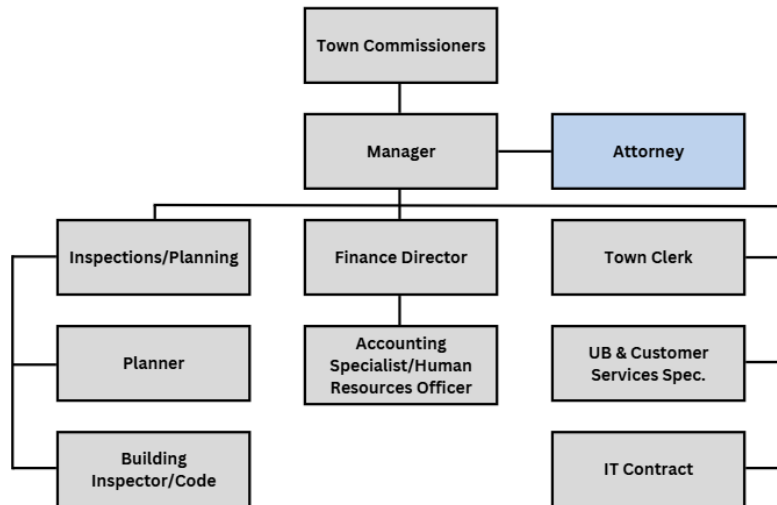 Town Commissioners
Manager
Attorney
Inspections/Planning
Finance Director
Town Clerk
Planner
Accounting
Specialist/Human
Resources Officer
UB & Customer
Services Spec.
Building
Inspector/Code
IT Contract